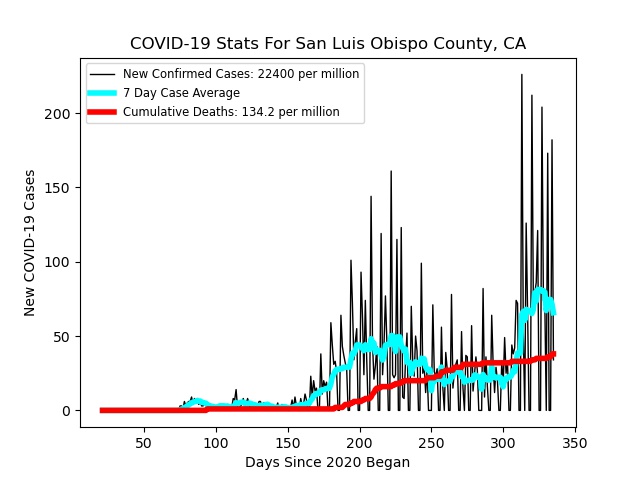 COVID-19 Stats For San Luis Obispo County, CA
New Confirmed Cases: 22400 per million
7 Day Case Average
Cumulative Deaths: 134.2 per million
New COVID-19 Cases
200
150
100
50
0
50 100 150 200 250 300 350
Days Since 2020 Began